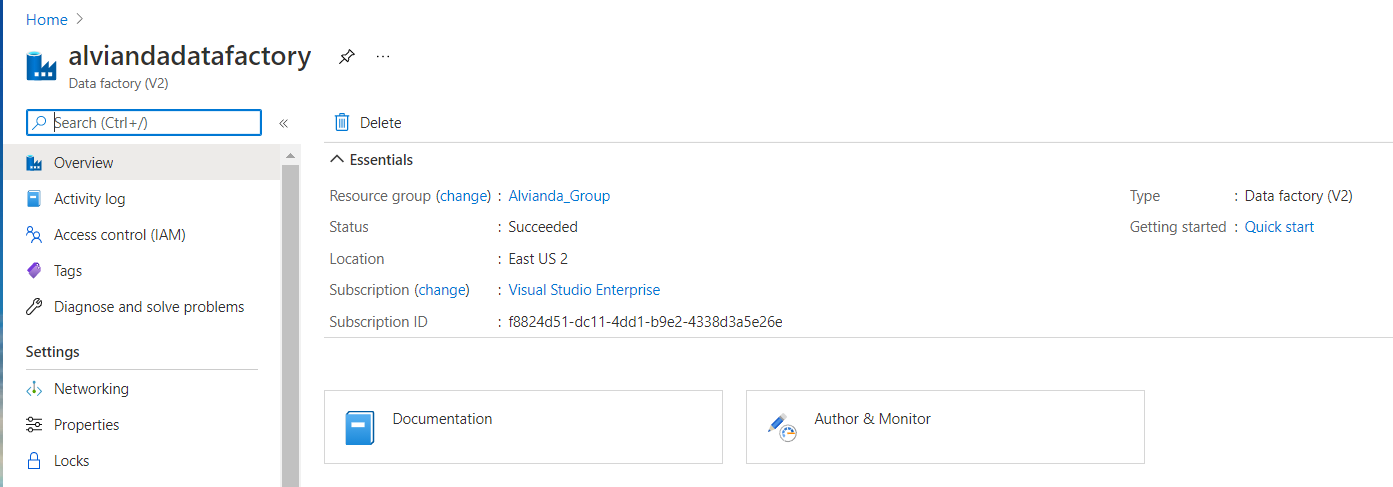 Home >
alviandadatafactory ...
Data factory (V2)
Search (Ctrl+/) «
Overview
Activity log
Access control (IAM)
Tags
Diagnose and solve problems
Settings
Networking
Properties
Locks
Delete
Essentials
Resource group (change) : Alvianda_Group
Status : Succeeded
Location : East US 2
Subscription (change) : Visual Studio Enterprise
Subscription ID : f8824d51-dc11-4dd1-b9e2-4338d3a5e26e
Type : Data factory (V2)
Getting started : Quick start
Documentation
Author & Monitor